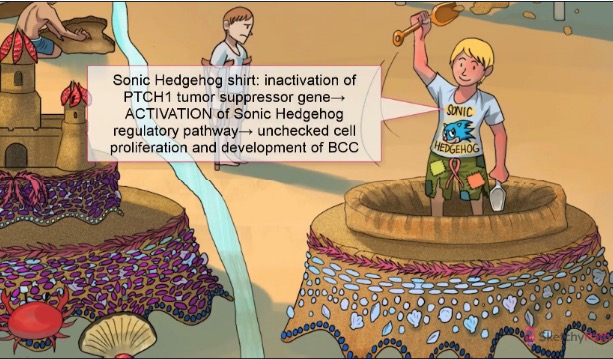 Sonic Hedgehog shirt: inactivation of
PTCH1 tumor suppressor gene→
ACTIVATION of Sonic Hedgehog
regulatory pathway→ unchecked cell
proliferation and development of BCC
SONIC
HEDGEHOG